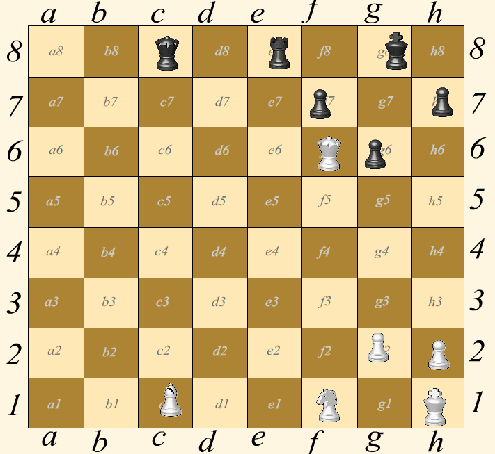 a b c d e f g h
8 a8 b8 d8 f8 h8 8
7 a7 b7 c7 d7 e7 g7 7
6 a6 b6 c6 d6 e6 h6 6
5 a5 b5 c5 d5 e5 f5 g5 h5 5
4 a4 b4 c4 d4 e4 f4 g4 h4 4
3 a3 b3 c3 d3 e3 f3 g3 h3 3
2 a2 b2 c2 d2 e2 f2 2
1 a1 b1 d1 e1 g1 1
a b c d e f g h